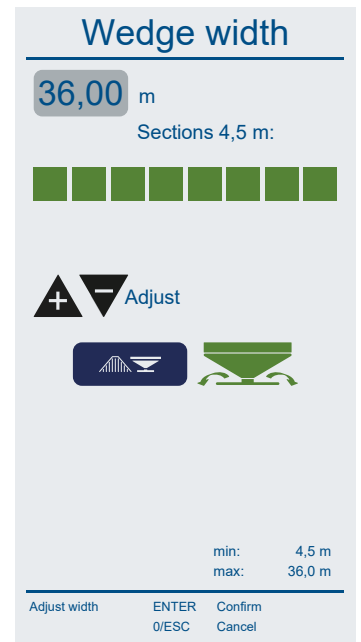 Wedge width
36,00 m
Sections 4,5 m:
+ − Adjust
min: 4,5 m
max: 36,0 m
Adjust width ENTER Confirm
0/ESC Cancel